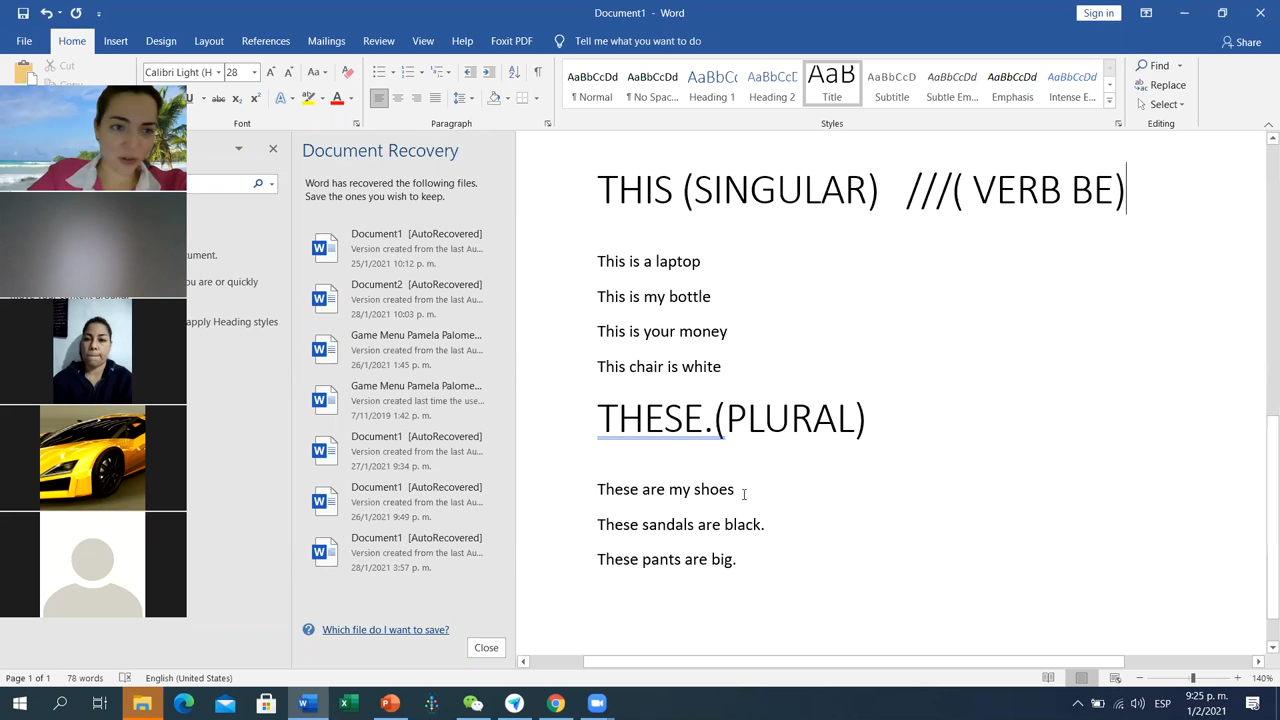 Document1 - Word
Sign in
File Home Insert Design Layout References Mailings Review View Help Foxit PDF Tell me what you want to do Share
Cut
Calibri Light (H 28 Aa
AaBbCcDd AaBbCcDd AaBbCc AaBbCcD AaB AaBbCcD AaBbCcDd AaBbCcDd AaBbCcDd
¶ Normal ¶ No Spac... Heading 1 Heading 2 Title Subtitle Subtle Em... Emphasis Intense E...
Find
Replace
Select
Font Paragraph Styles Editing
Document Recovery
Word has recovered the following files.
Save the ones you wish to keep.
Document1 [AutoRecovered]
Version created from the last Au...
25/1/2021 10:12 p. m.
Document2 [AutoRecovered]
Version created from the last Au...
28/1/2021 10:03 p. m.
Game Menu Pamela Palome...
Version created from the last Au...
26/1/2021 1:45 p. m.
Game Menu Pamela Palome...
Version created last time the use...
7/11/2019 1:42 p. m.
Document1 [AutoRecovered]
Version created from the last Au...
27/1/2021 9:34 p. m.
Document1 [AutoRecovered]
Version created from the last Au...
26/1/2021 9:49 p. m.
Document1 [AutoRecovered]
Version created from the last Au...
28/1/2021 3:57 p. m.
Which file do I want to save?
Close
ument.
u are or quickly
apply Heading styles
THIS (SINGULAR) ///( VERB BE)
This is a laptop
This is my bottle
This is your money
This chair is white
THESE.(PLURAL)
These are my shoes
These sandals are black.
These pants are big.
Page 1 of 1 78 words English (United States) 140%
ESP
9:25 p. m.
1/2/2021